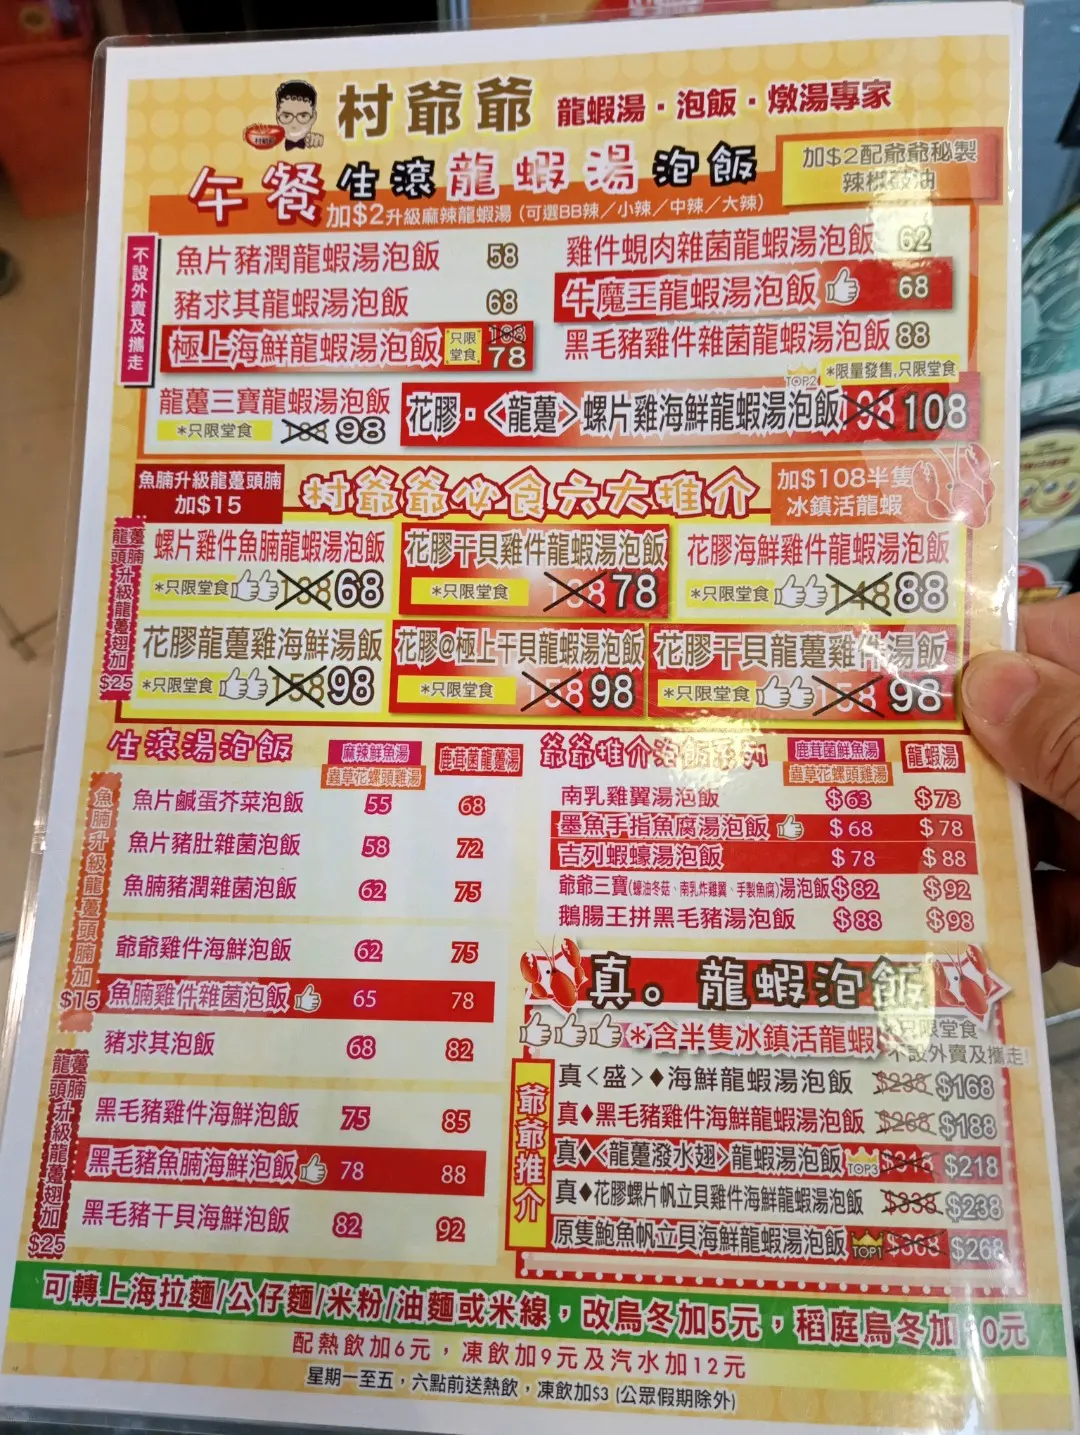 村爺爺 龍蝦湯・泡飯・燉湯專家
午餐生滾龍蝦湯泡飯
加$2配爺爺秘製
辣椒豉油
加$2升級麻辣龍蝦湯(可選BB辣／小辣／中辣／大辣)
不設外賣及攜走
魚片豬潤龍蝦湯泡飯 58
雞件蜆肉雜菌龍蝦湯泡飯 62
豬求其龍蝦湯泡飯 68
牛魔王龍蝦湯泡飯 68
極上海鮮龍蝦湯泡飯 只限堂食 78
黑毛豬雞件雜菌龍蝦湯泡飯 88
*限量發售,只限堂食
龍躉三寶龍蝦湯泡飯
*只限堂食 98
TOP2
花膠・<龍躉>螺片雞海鮮龍蝦湯泡飯 198 108
魚腩升級龍躉頭腩
加$15
村爺爺必食六大推介
加$108半隻
冰鎮活龍蝦
龍躉頭腩升級龍躉翅加$25
螺片雞件魚腩龍蝦湯泡飯
*只限堂食 138 68
花膠干貝雞件龍蝦湯泡飯
*只限堂食 138 78
花膠海鮮雞件龍蝦湯泡飯
*只限堂食 148 88
花膠龍躉雞海鮮湯飯
*只限堂食 158 98
花膠@極上干貝龍蝦湯泡飯
*只限堂食 158 98
花膠干貝龍躉雞件湯飯
*只限堂食 158 98
生滾湯泡飯
麻辣鮮魚湯
蟲草花螺頭雞湯
鹿茸菌龍躉湯
魚腩升級龍躉頭腩加$15
魚片鹹蛋芥菜泡飯 55 68
魚片豬肚雜菌泡飯 58 72
魚腩豬潤雜菌泡飯 62 75
爺爺雞件海鮮泡飯 62 75
魚腩雞件雜菌泡飯 65 78
豬求其泡飯 68 82
龍躉頭腩升級龍躉翅加$25
黑毛豬雞件海鮮泡飯 75 85
黑毛豬魚腩海鮮泡飯 78 88
黑毛豬干貝海鮮泡飯 82 92
爺爺推介泡飯系列
鹿茸菌鮮魚湯
蟲草花螺頭雞湯
龍蝦湯
南乳雞翼湯泡飯 $63 $73
墨魚手指魚腐湯泡飯 $68 $78
吉列蝦蠔湯泡飯 $78 $88
爺爺三寶(蠔油冬菇、南乳炸雞翼、手製魚腐)湯泡飯 $82 $92
鵝腸王拼黑毛豬湯泡飯 $88 $98
真。龍蝦泡飯
*含半隻冰鎮活龍蝦
*只限堂食
不設外賣及攜走!
爺爺推介
真<盛>♦海鮮龍蝦湯泡飯 $238 $168
真♦黑毛豬雞件海鮮龍蝦湯泡飯 $268 $188
真♦<龍躉潑水翅>龍蝦湯泡飯 TOP3 $318 $218
真♦花膠螺片帆立貝雞件海鮮龍蝦湯泡飯 $338 $238
原隻鮑魚帆立貝海鮮龍蝦湯泡飯 TOP1 $368 $268
可轉上海拉麵/公仔麵/米粉/油麵或米線，改烏冬加5元，稻庭烏冬加10元
配熱飲加6元，凍飲加9元及汽水加12元
星期一至五，六點前送熱飲，凍飲加$3 (公眾假期除外)